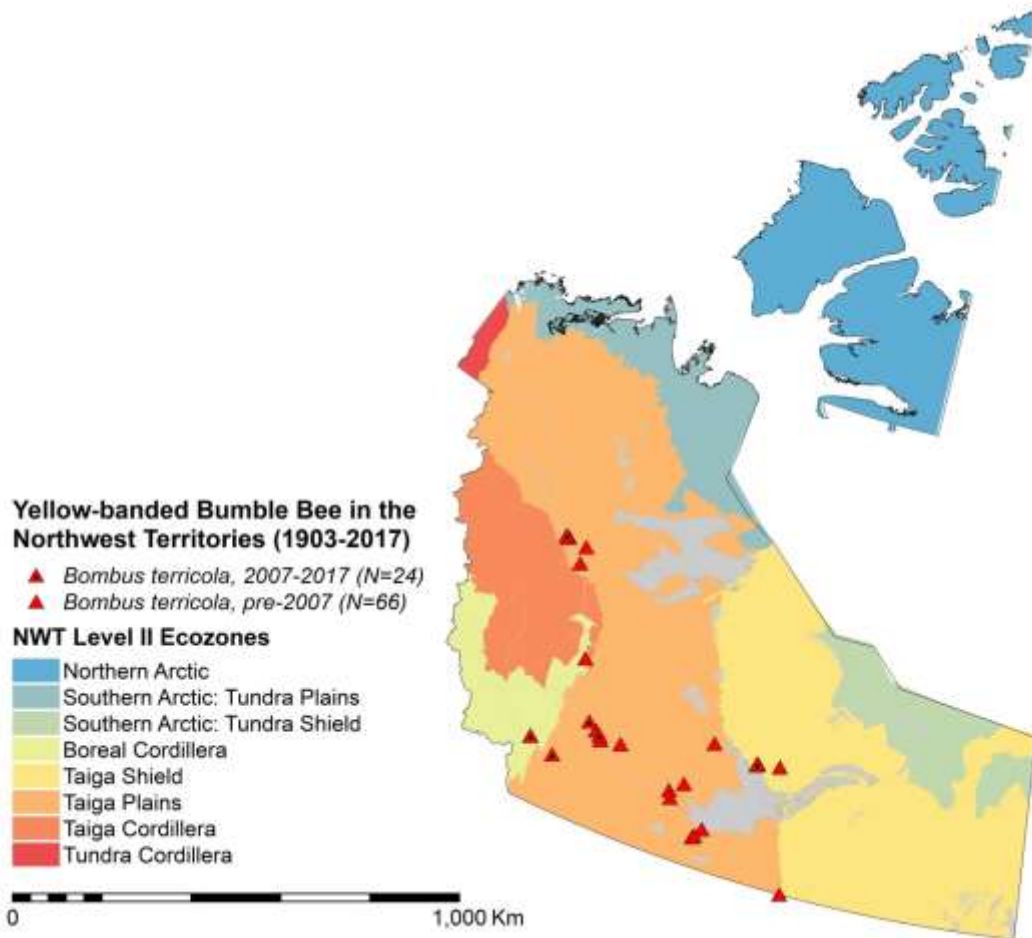 Yellow-banded Bumble Bee in the
Northwest Territories (1903-2017)
Bombus terricola, 2007-2017 (N=24)
Bombus terricola, pre-2007 (N=66)
NWT Level II Ecozones
Northern Arctic
Southern Arctic: Tundra Plains
Southern Arctic: Tundra Shield
Boreal Cordillera
Taiga Shield
Taiga Plains
Taiga Cordillera
Tundra Cordillera
0 1,000 Km